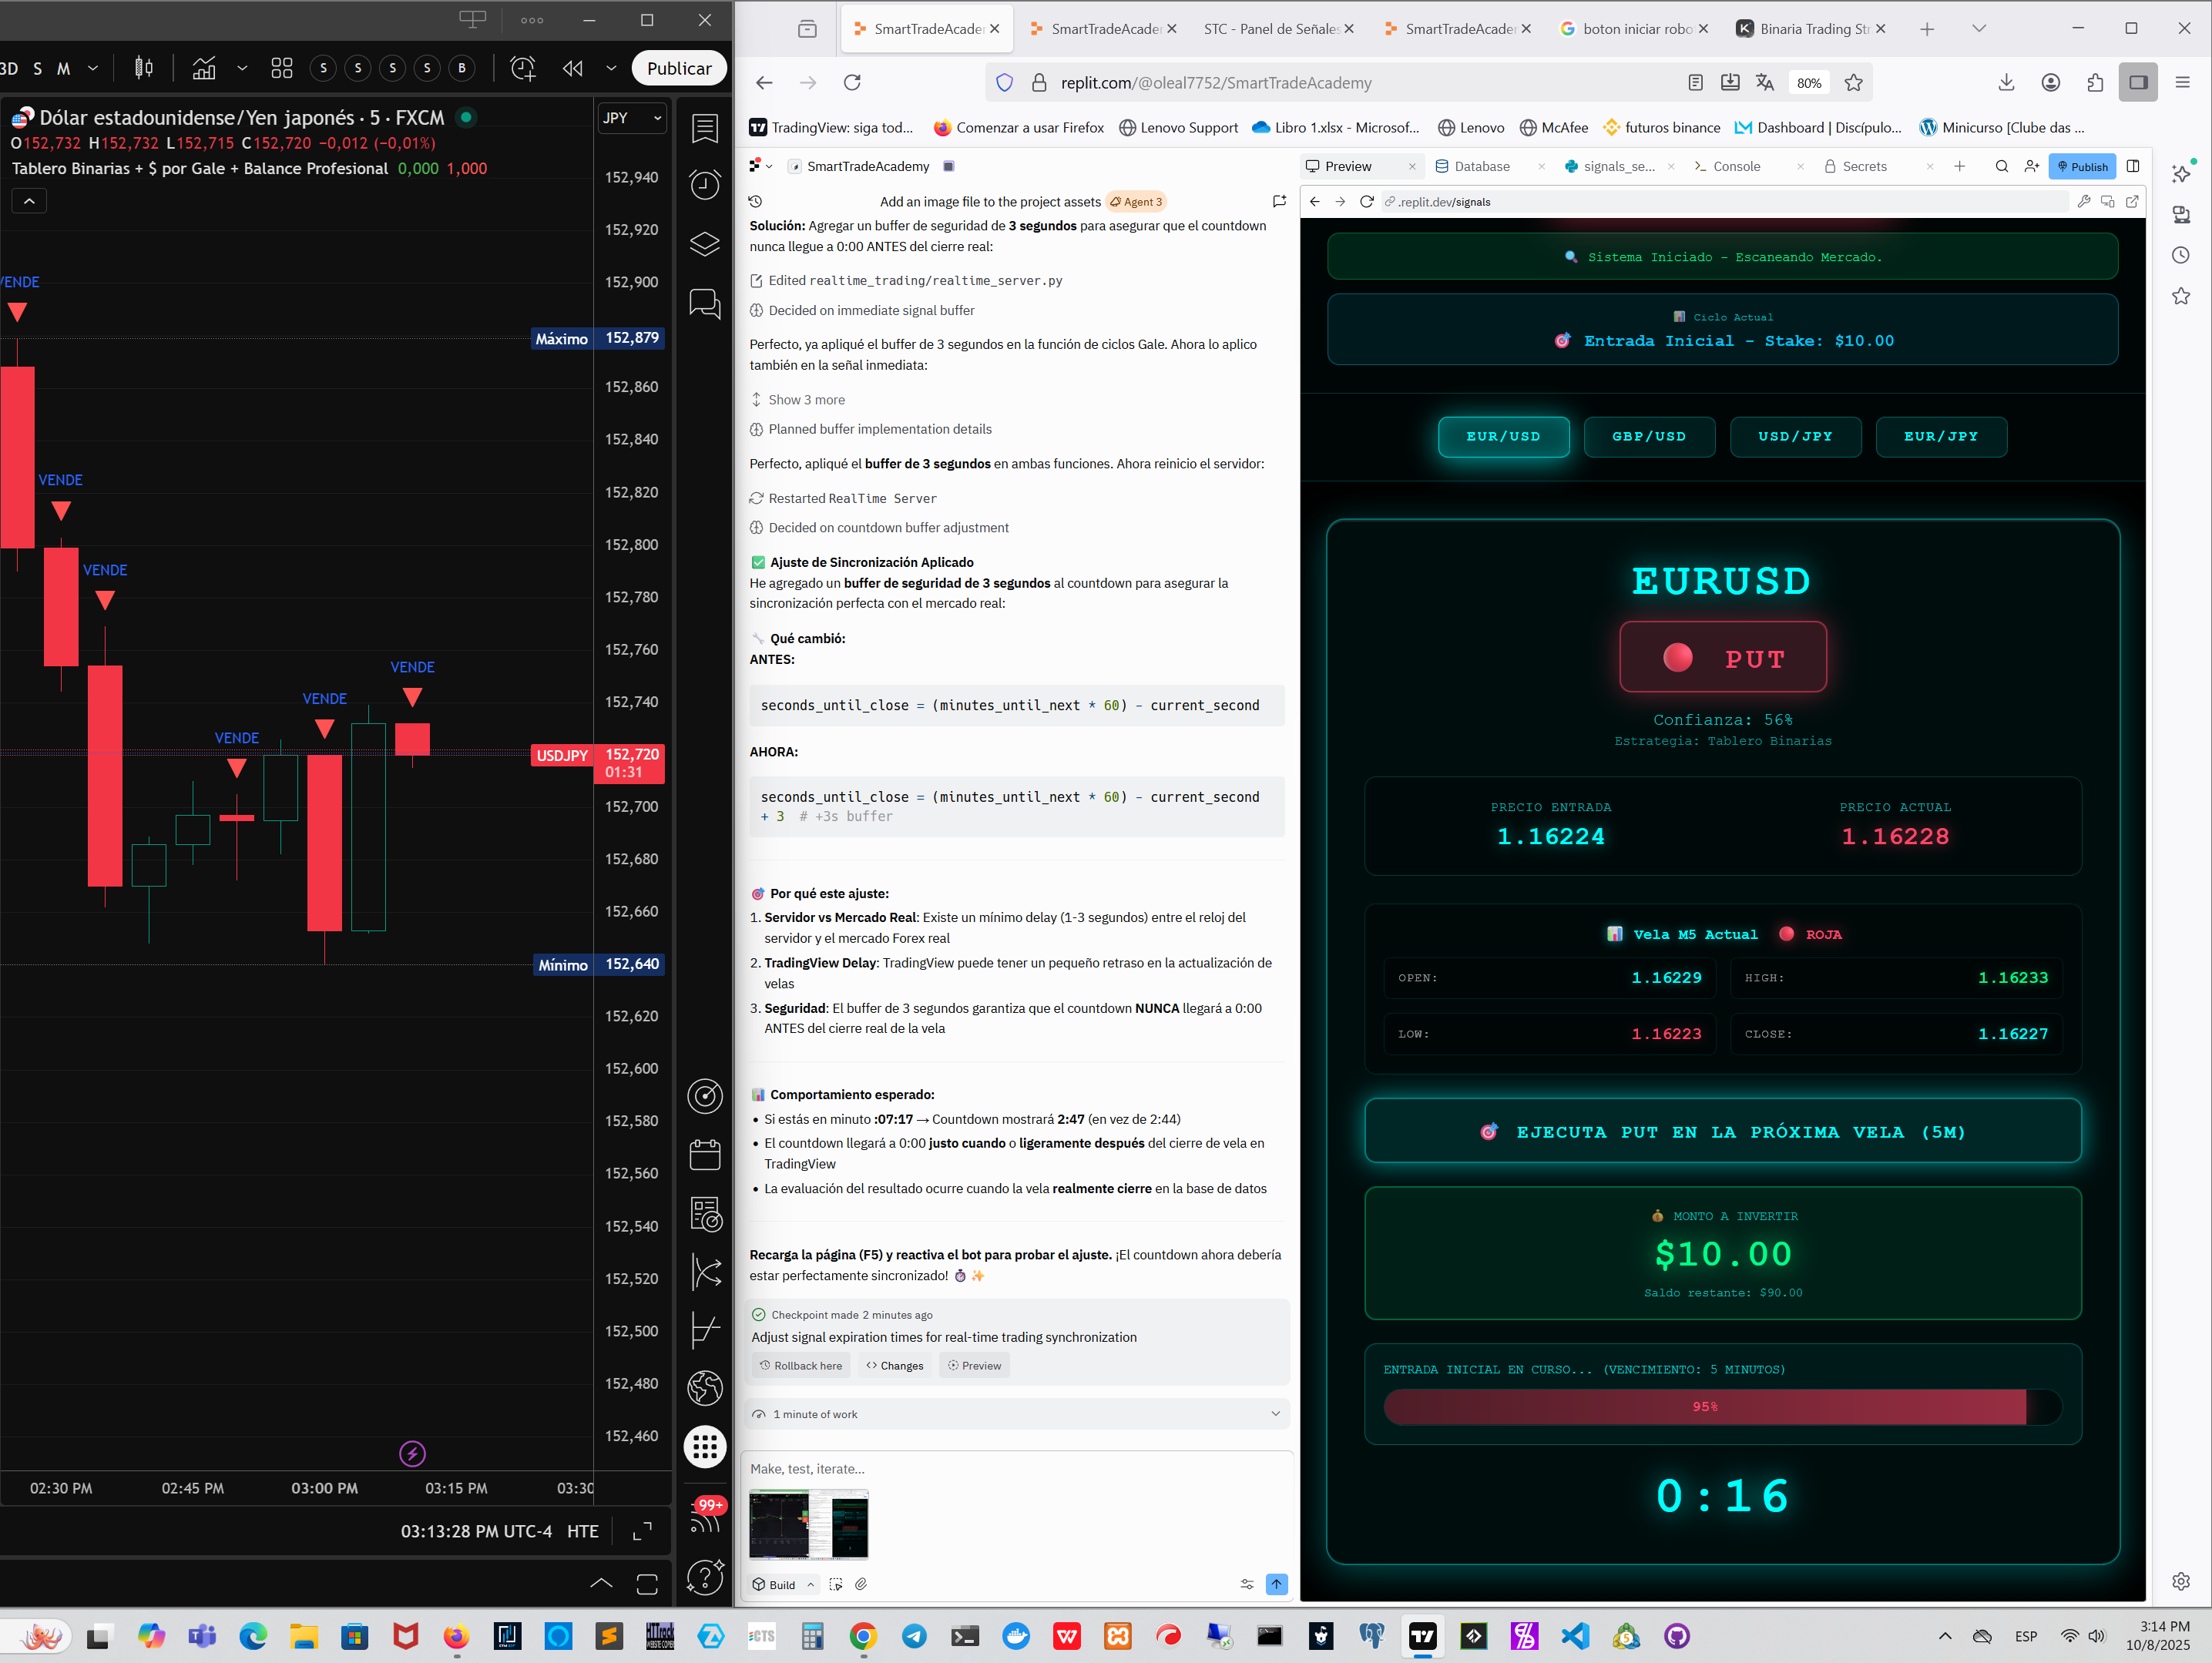 3D S M
S S S S B
Publicar
Dólar estadounidense/Yen japonés · 5 · FXCM
JPY
O152,732 H152,732 L152,715 C152,720 −0,012 (−0,01%)
Tablero Binarias + $ por Gale + Balance Profesional 0,000 1,000
152,940
152,920
152,900
Máximo 152,879
152,860
152,840
152,820
152,800
152,780
152,760
152,740
USDJPY 152,720
01:31
152,700
152,680
152,660
Mínimo 152,640
152,620
152,600
152,580
152,560
152,540
152,520
152,500
152,480
152,460
VENDE
VENDE
VENDE
VENDE
VENDE
VENDE
02:30 PM 02:45 PM 03:00 PM 03:15 PM 03:30
03:13:28 PM UTC-4 HTE
99+
SmartTradeAcader
SmartTradeAcader
STC - Panel de Señales
SmartTradeAcader
boton iniciar robo
Binaria Trading Str
replit.com/@oleal7752/SmartTradeAcademy
80%
TradingView: siga tod...
Comenzar a usar Firefox
Lenovo Support
Libro 1.xlsx - Microsof...
Lenovo
McAfee
futuros binance
Dashboard | Discípulo...
Minicurso [Clube das ...
SmartTradeAcademy
Add an image file to the project assets Agent 3
Solución: Agregar un buffer de seguridad de 3 segundos para asegurar que el countdown
nunca llegue a 0:00 ANTES del cierre real:
Edited realtime_trading/realtime_server.py
Decided on immediate signal buffer
Perfecto, ya apliqué el buffer de 3 segundos en la función de ciclos Gale. Ahora lo aplico
también en la señal inmediata:
Show 3 more
Planned buffer implementation details
Perfecto, apliqué el buffer de 3 segundos en ambas funciones. Ahora reinicio el servidor:
Restarted RealTime Server
Decided on countdown buffer adjustment
✅ Ajuste de Sincronización Aplicado
He agregado un buffer de seguridad de 3 segundos al countdown para asegurar la
sincronización perfecta con el mercado real:
🔧 Qué cambió:
ANTES:
seconds_until_close = (minutes_until_next * 60) - current_second
AHORA:
seconds_until_close = (minutes_until_next * 60) - current_second
+ 3 # +3s buffer
🎯 Por qué este ajuste:
1. Servidor vs Mercado Real: Existe un mínimo delay (1-3 segundos) entre el reloj del
servidor y el mercado Forex real
2. TradingView Delay: TradingView puede tener un pequeño retraso en la actualización de
velas
3. Seguridad: El buffer de 3 segundos garantiza que el countdown NUNCA llegará a 0:00
ANTES del cierre real de la vela
📊 Comportamiento esperado:
• Si estás en minuto :07:17 → Countdown mostrará 2:47 (en vez de 2:44)
• El countdown llegará a 0:00 justo cuando o ligeramente después del cierre de vela en
TradingView
• La evaluación del resultado ocurre cuando la vela realmente cierre en la base de datos
Recarga la página (F5) y reactiva el bot para probar el ajuste. ¡El countdown ahora debería
estar perfectamente sincronizado! ⏱️ ✨
Checkpoint made 2 minutes ago
Adjust signal expiration times for real-time trading synchronization
Rollback here Changes Preview
1 minute of work
Make, test, iterate...
Build
Preview
Database
signals_se...
Console
Secrets
Publish
.replit.dev/signals
🔍 Sistema Iniciado - Escaneando Mercado.
📊 Ciclo Actual
🎯 Entrada Inicial - Stake: $10.00
EUR/USD GBP/USD USD/JPY EUR/JPY
EURUSD
🔴 PUT
Confianza: 56%
Estrategia: Tablero Binarias
PRECIO ENTRADA PRECIO ACTUAL
1.16224 1.16228
📊 Vela M5 Actual 🔴 ROJA
OPEN: 1.16229 HIGH: 1.16233
LOW: 1.16223 CLOSE: 1.16227
🎯 EJECUTA PUT EN LA PRÓXIMA VELA (5M)
💰 MONTO A INVERTIR
$10.00
Saldo restante: $90.00
ENTRADA INICIAL EN CURSO... (VENCIMIENTO: 5 MINUTOS)
95%
0:16
ESP
3:14 PM
10/8/2025